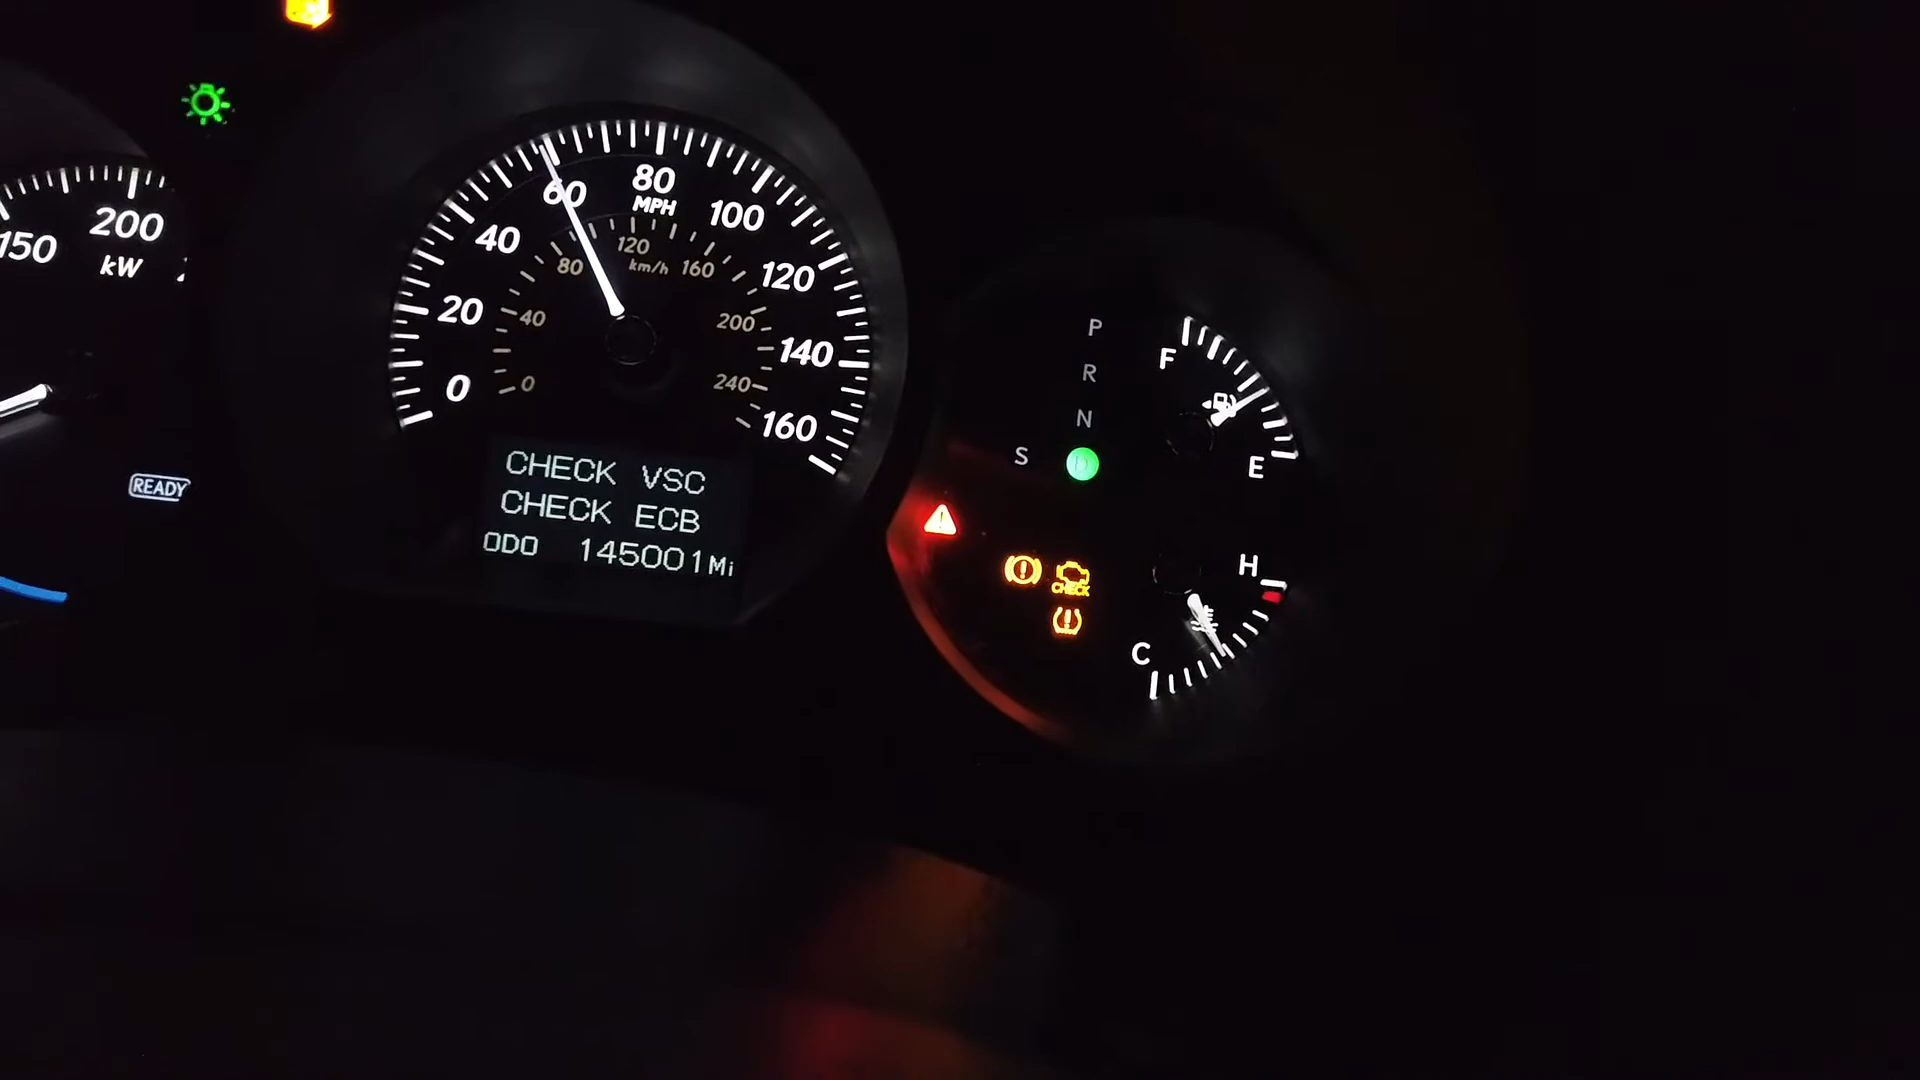 150
200
kW
READY
0
20
40
60
80
100
120
140
160
MPH
0
40
80
120
160
200
240
km/h
CHECK VSC
CHECK ECB
ODO 145001Mi
P
R
N
S
F
E
CHECK
H
C